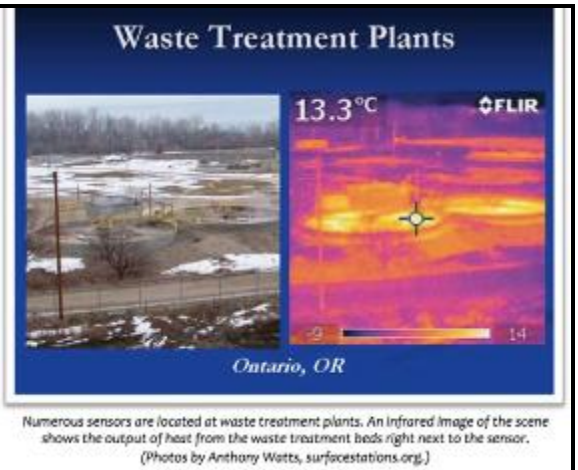 Waste Treatment Plants
13.3°C
FLIR
-9
14
Ontario, OR
Numerous sensors are located at waste treatment plants. An infrared image of the scene
shows the output of heat from the waste treatment beds right next to the sensor.
(Photos by Anthony Watts, surfacestations.org.)